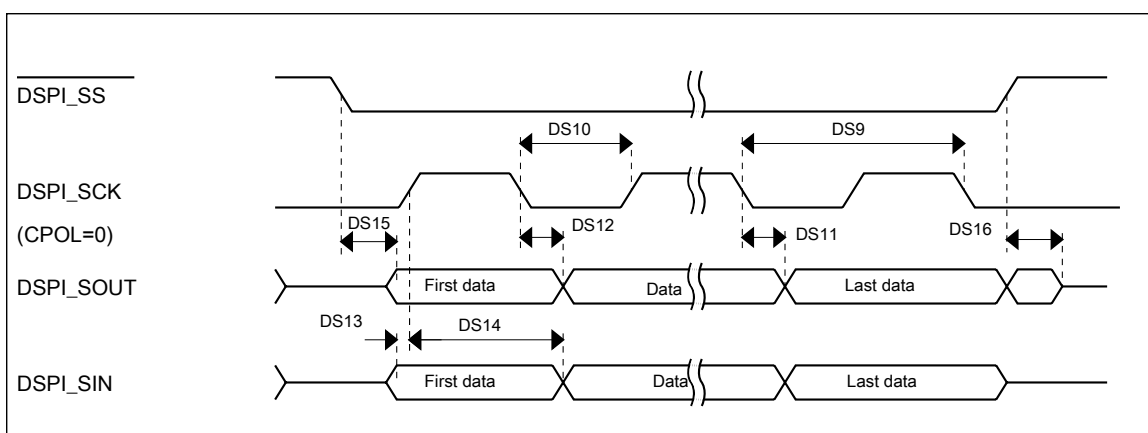 DSPI_SS
DS10
DS9
DSPI_SCK
(CPOL=0)
DS15
DS12
DS11
DS16
DSPI_SOUT
First data
Data
Last data
DS13
DS14
DSPI_SIN
First data
Data
Last data